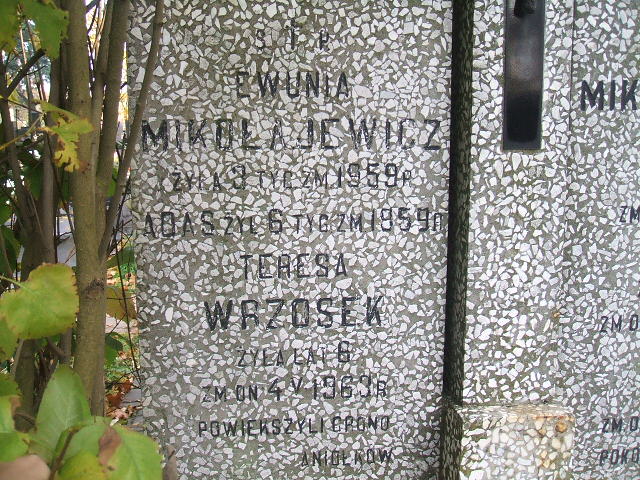 Ś † P
EWUNIA
MIKOŁAJEWICZ
ŻYŁA 3 TYG ZM 1959 R
ADAŚ ŻYŁ 6 TYG ZM 1959 R
TERESA
WRZOSEK
ŻYŁA LAT 6
ZM DN 4 V 1963 R
POWIĘKSZYLI GRONO
ANIOŁKÓW
MIK
ZM
ZM D
ZM D
POKO